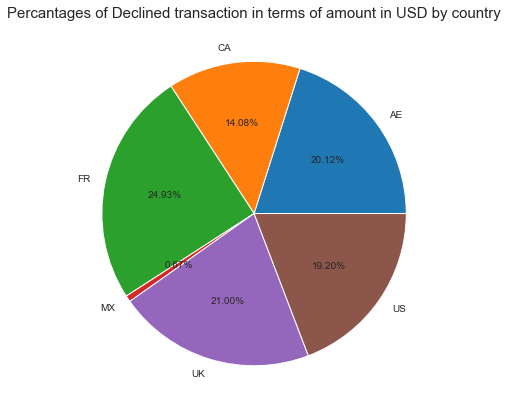 Percantages of Declined transaction in terms of amount in USD by country
CA
14.08%
AE
20.12%
FR
24.93%
MX
0.67%
UK
21.00%
US
19.20%